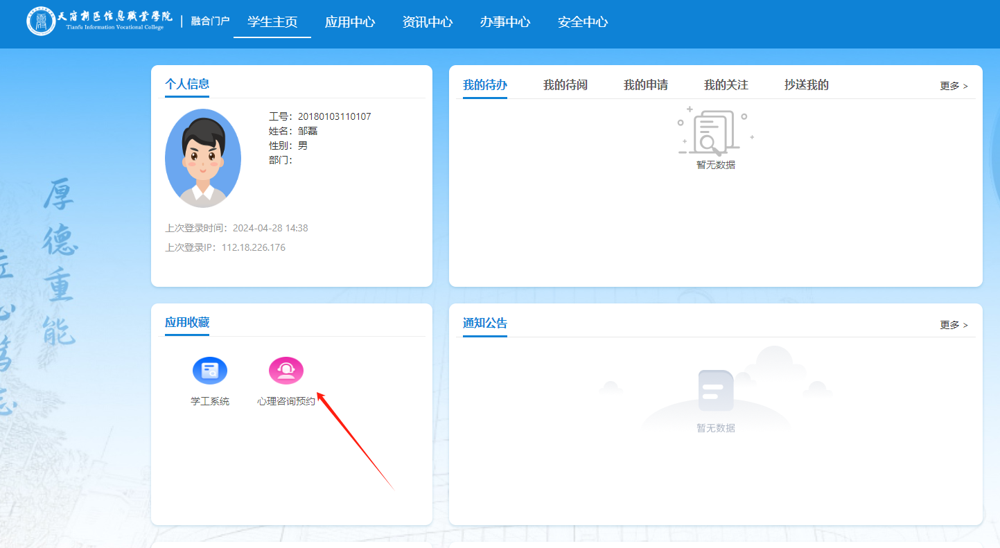 天府新区信息職業學院
Tianfu Information Vocational College
融合门户
学生主页
应用中心
资讯中心
办事中心
安全中心
个人信息
工号：20180103110107
姓名：邹磊
性别：男
部门：
上次登录时间：2024-04-28 14:38
上次登录IP：112.18.226.176
我的待办
我的待阅
我的申请
我的关注
抄送我的
更多 >
暂无数据
厚德重能
应用收藏
学工系统
心理咨询预约
通知公告
更多 >
暂无数据